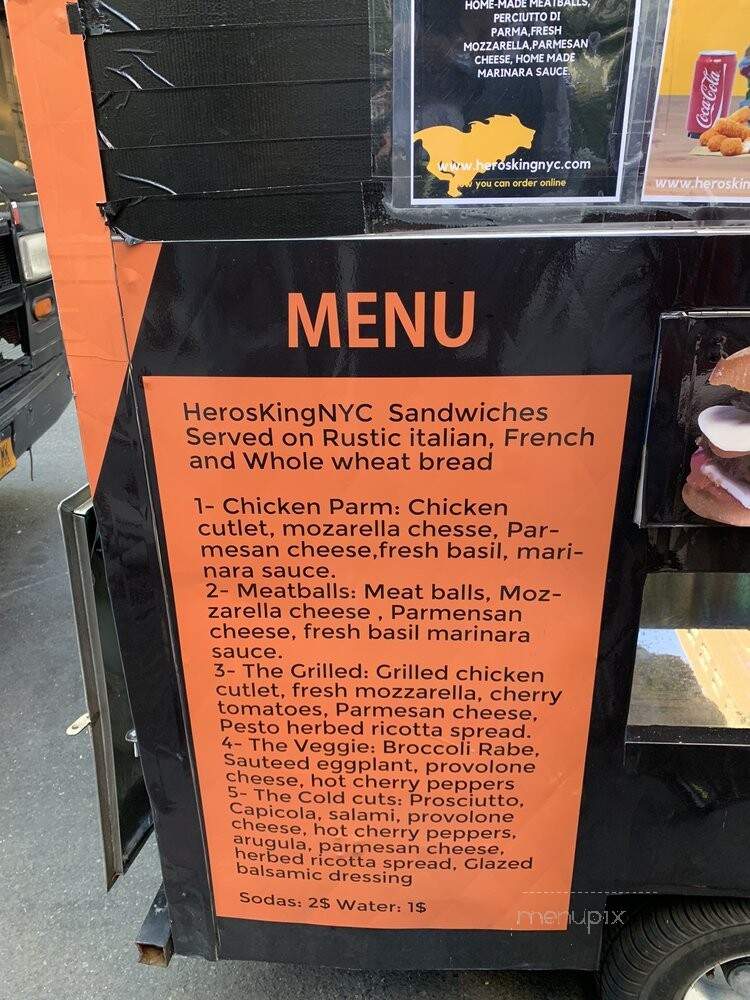 HOME-MADE MEATBALLS,
PERCIUTTO DI
PARMA,FRESH
MOZZARELLA,PARMESAN
CHEESE, HOME MADE
MARINARA SAUCE.
www.heroskingnyc.com
you can order online
Coca-Cola
www.heroskin
MENU
HerosKingNYC Sandwiches
Served on Rustic italian, French
and Whole wheat bread
1- Chicken Parm: Chicken
cutlet, mozarella chesse, Par-
mesan cheese,fresh basil, mari-
nara sauce.
2- Meatballs: Meat balls, Moz-
zarella cheese , Parmensan
cheese, fresh basil marinara
sauce.
3- The Grilled: Grilled chicken
cutlet, fresh mozzarella, cherry
tomatoes, Parmesan cheese,
Pesto herbed ricotta spread.
4- The Veggie: Broccoli Rabe,
Sauteed eggplant, provolone
cheese, hot cherry peppers
5- The Cold cuts: Prosciutto,
Capicola, salami, provolone
cheese, hot cherry peppers,
arugula, parmesan cheese,
herbed ricotta spread, Glazed
balsamic dressing
Sodas: 2$ Water: 1$
menupix